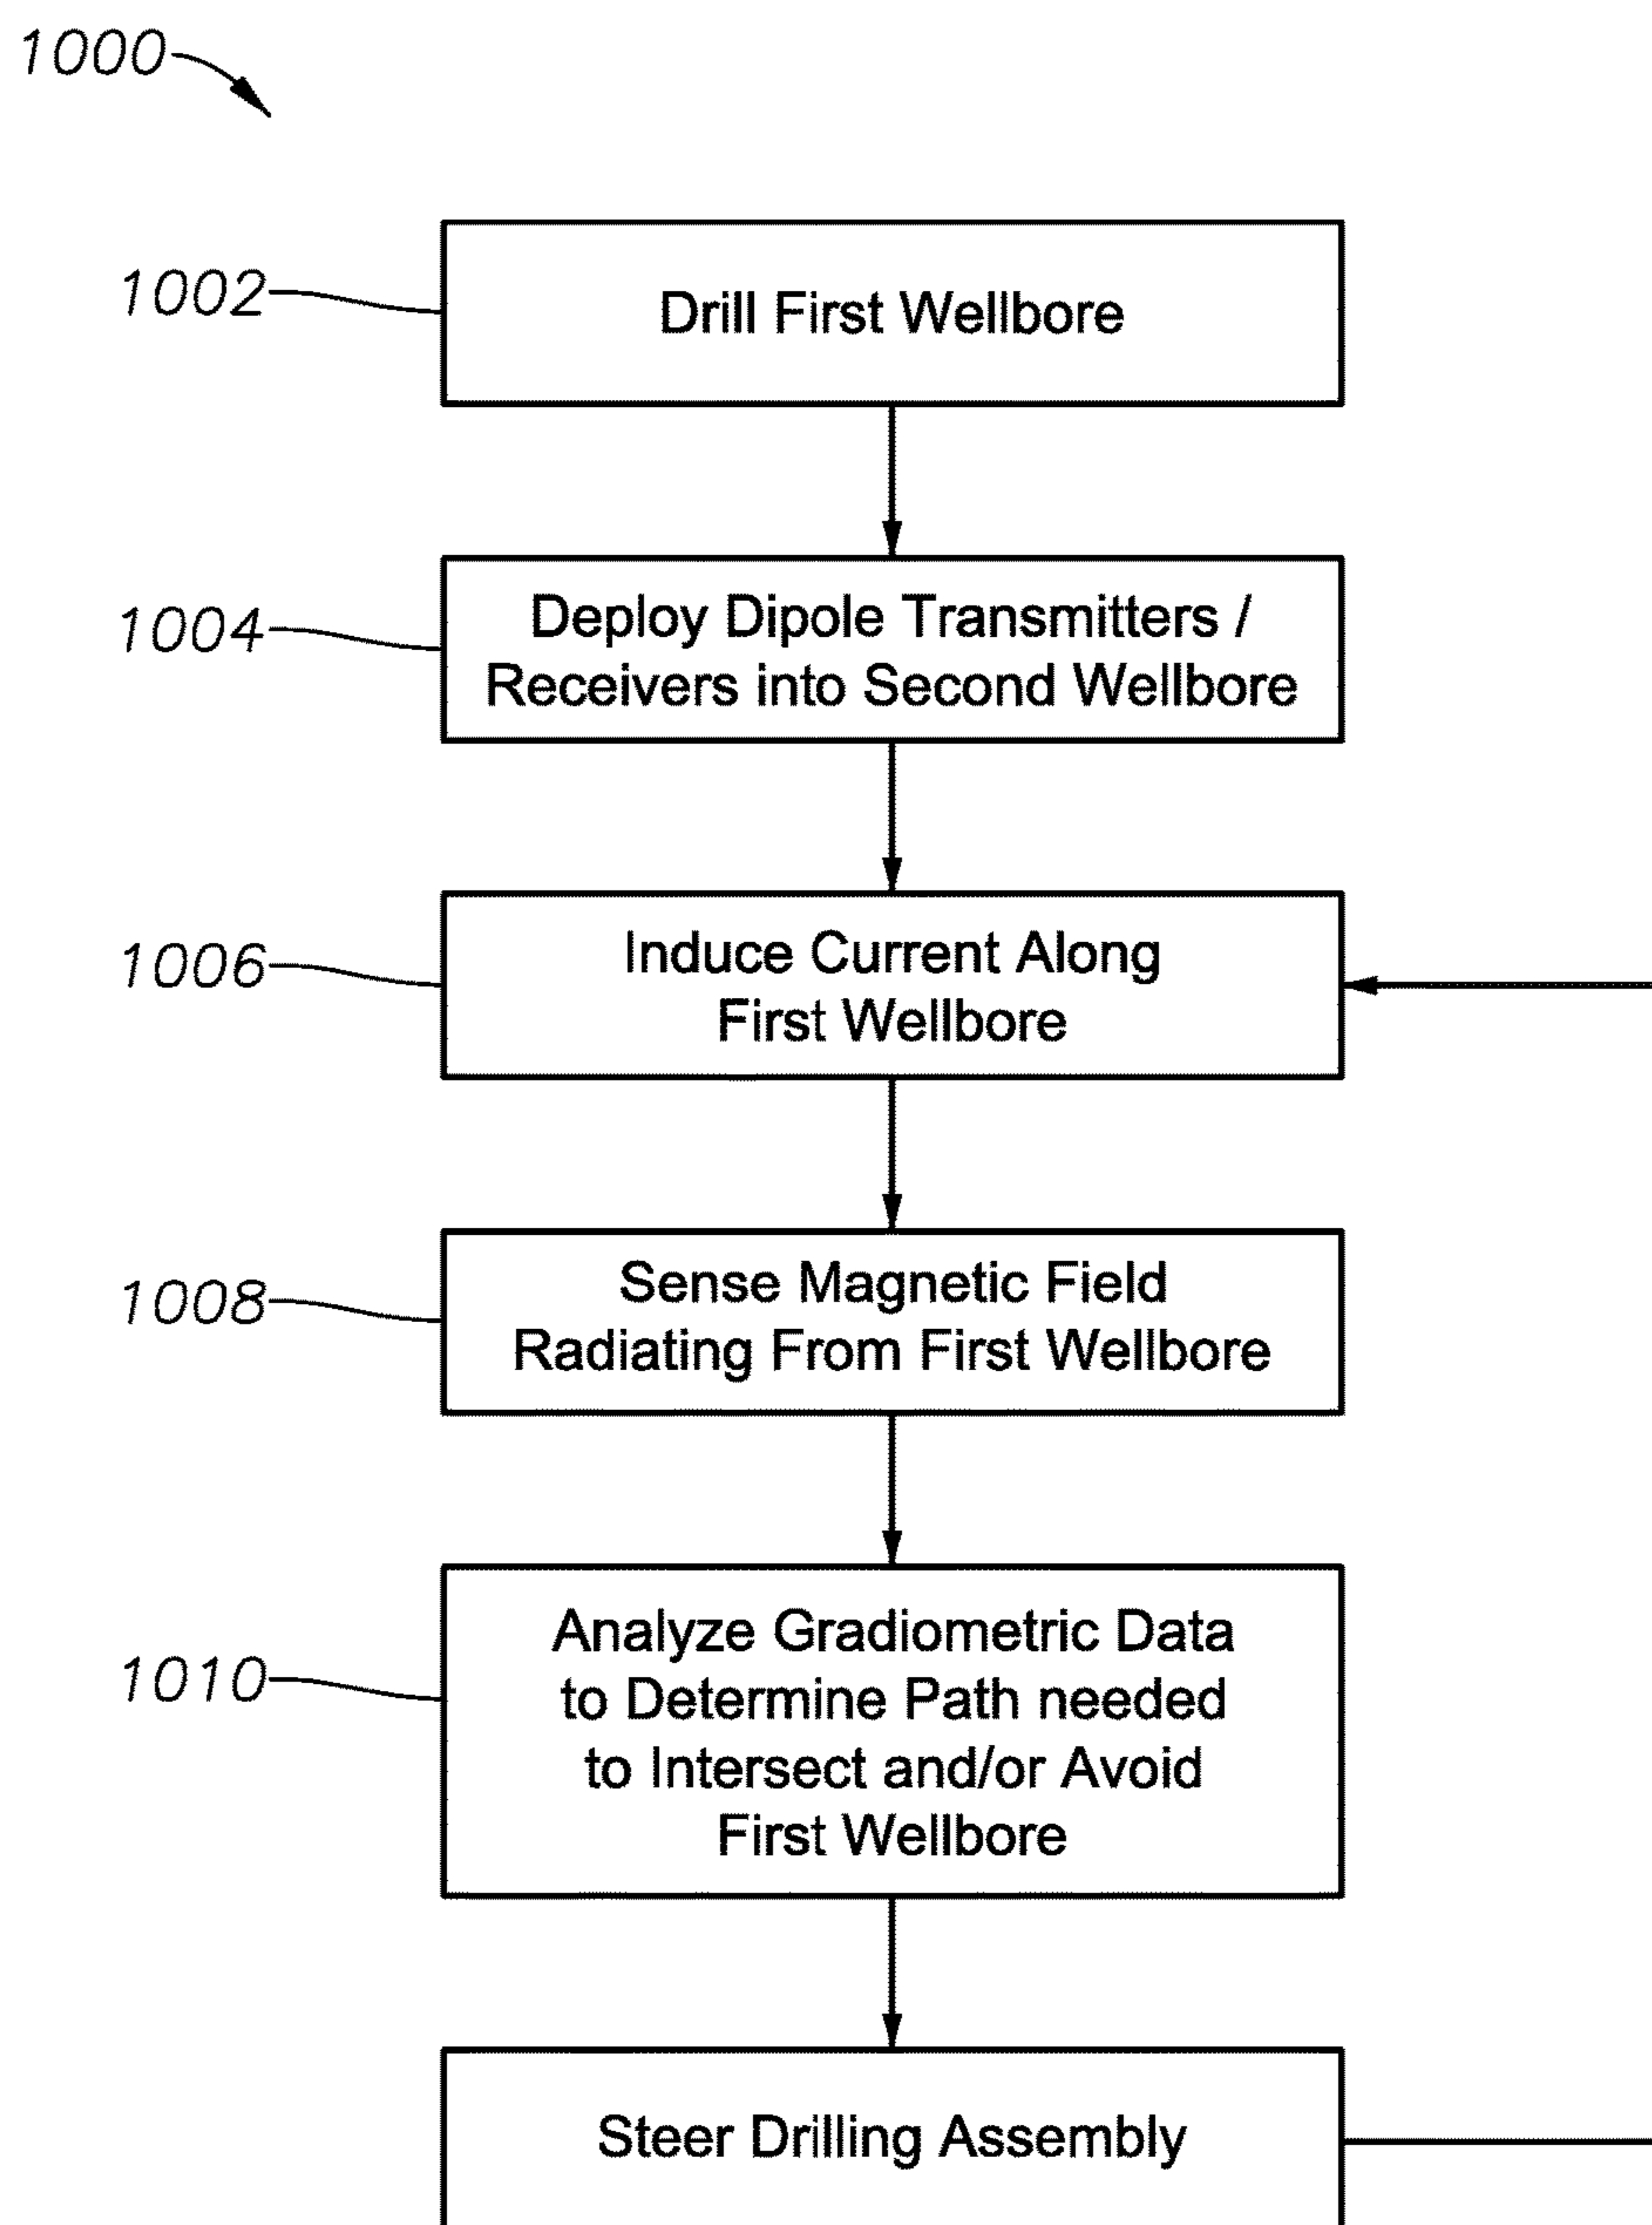 1000
1002
Drill First Wellbore
1004
Deploy Dipole Transmitters /
Receivers into Second Wellbore
1006
Induce Current Along
First Wellbore
1008
Sense Magnetic Field
Radiating From First Wellbore
1010
Analyze Gradiometric Data
to Determine Path needed
to Intersect and/or Avoid
First Wellbore
Steer Drilling Assembly